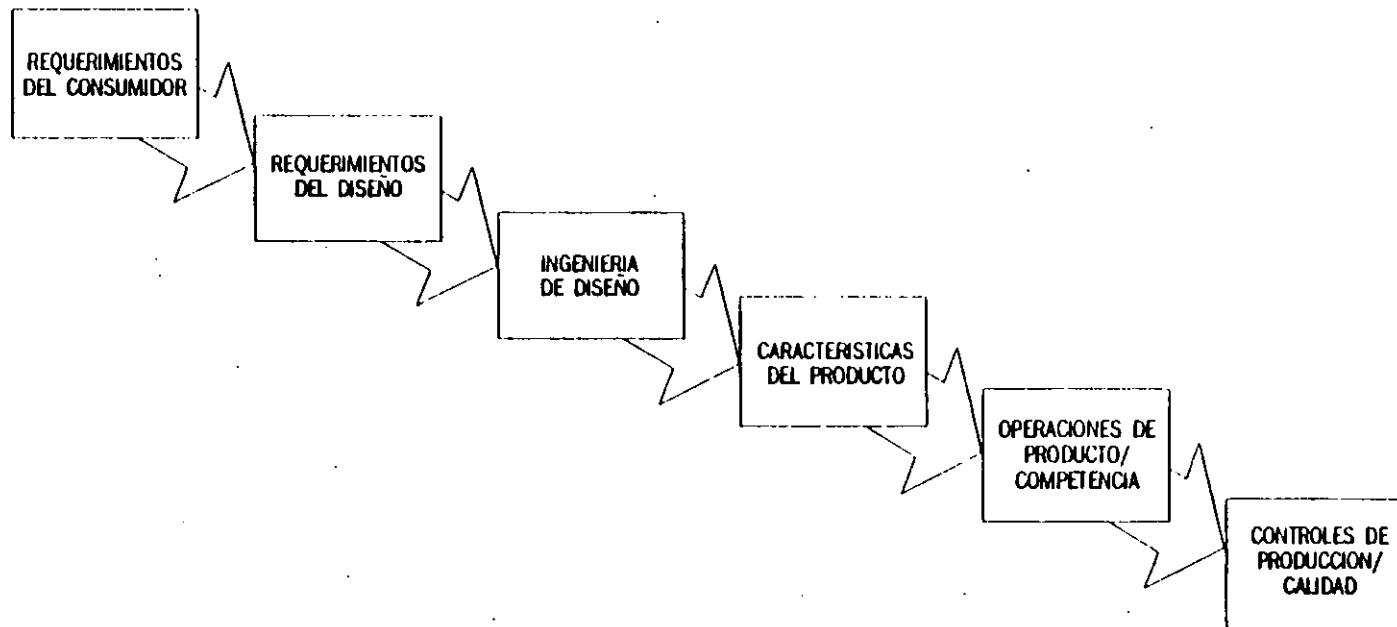 REQUERIMIENTOS
DEL CONSUMIDOR
REQUERIMIENTOS
DEL DISEÑO
INGENIERIA
DE DISEÑO
CARACTERISTICAS
DEL PRODUCTO
OPERACIONES DE
PRODUCTO/
COMPETENCIA
CONTROLES DE
PRODUCCION/
CALIDAD